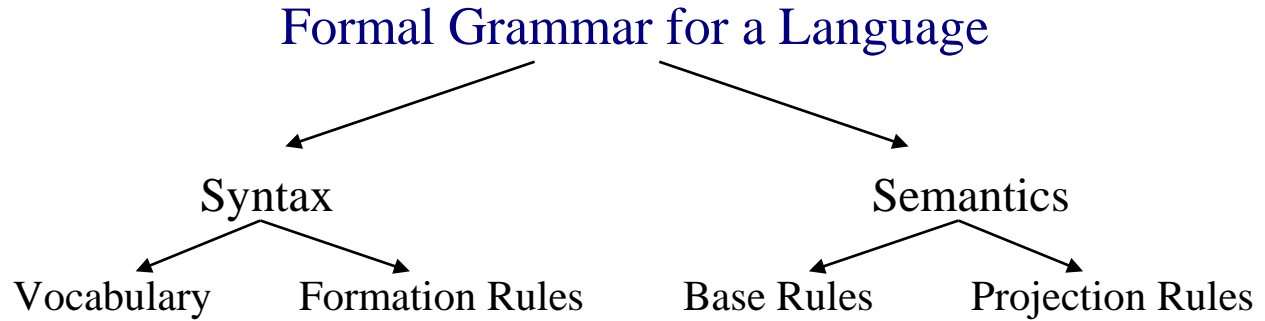 Formal Grammar for a Language
Syntax Semantics
Vocabulary Formation Rules Base Rules Projection Rules